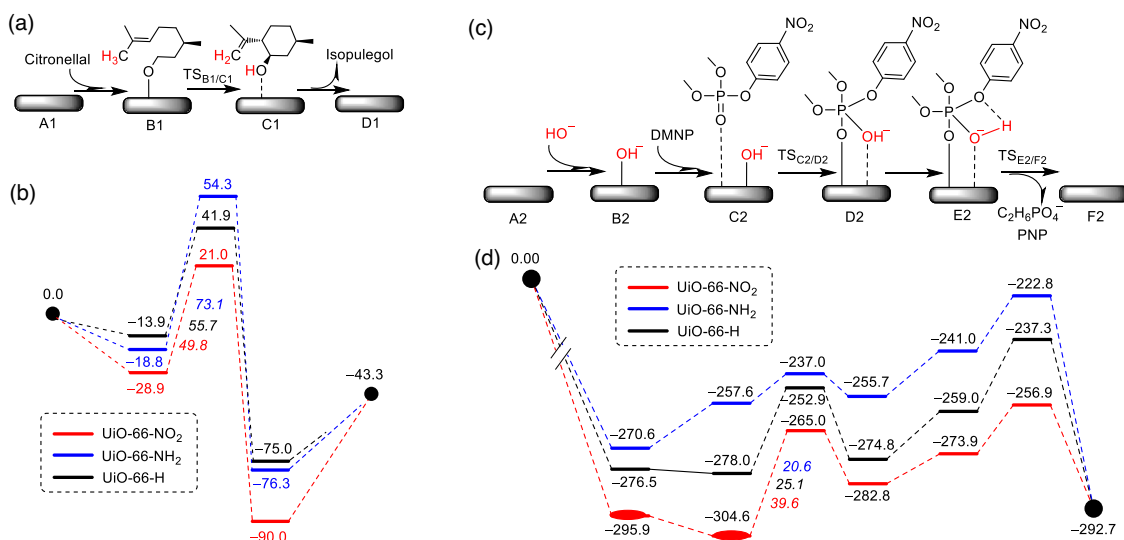 (a)
H₃C
H₂C
HO
O
Citronellal
TS_B1/C1
Isopulegol
A1
B1
C1
D1
(b)
54.3
41.9
21.0
0.0
−13.9
−18.8
−28.9
73.1
55.7
49.8
−43.3
−75.0
−76.3
−90.0
UiO-66-NO₂
UiO-66-NH₂
UiO-66-H
(c)
NO₂
NO₂
NO₂
O
O
O
P
O
O
O
O
P
O
O
OH⁻
O
O
O
P
O
O⁻
H
HO⁻
OH⁻
DMNP
OH⁻
TS_C2/D2
TS_E2/F2
A2
B2
C2
D2
E2
C₂H₆PO₄⁻
PNP
F2
(d)
0.00
UiO-66-NO₂
UiO-66-NH₂
UiO-66-H
−222.8
−237.0
−241.0
−237.3
−257.6
−252.9
−255.7
−259.0
−256.9
−265.0
−270.6
−276.5
−278.0
−274.8
−273.9
−282.8
20.6
25.1
39.6
−295.9
−304.6
−292.7